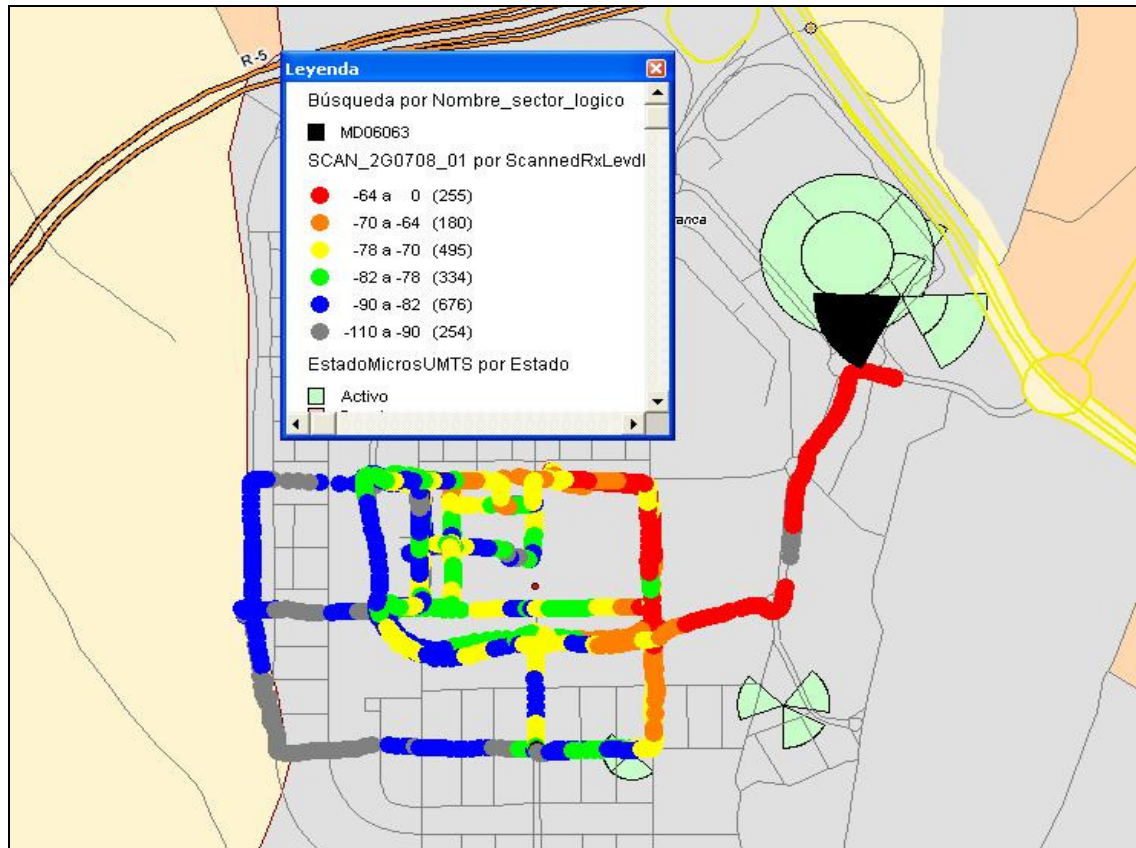 R-5
Leyenda
Búsqueda por Nombre_sector_logico
MD06063
SCAN_2G0708_01 por ScannedRxLevdl
-64 a 0 (255)
-70 a -64 (180)
-78 a -70 (495)
-82 a -78 (334)
-90 a -82 (676)
-110 a -90 (254)
EstadoMicrosUMTS por Estado
Activo
anca